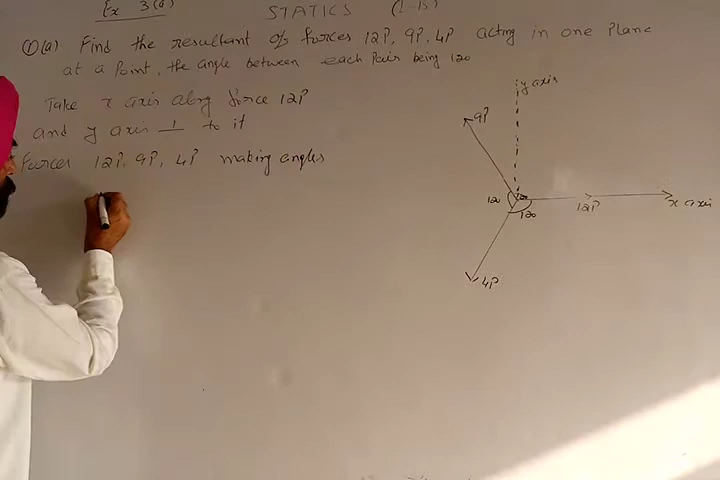 Ex 3(a) STATICS (L-15)
①(a) Find the resultant of forces 12P, 9P, 4P acting in one Plane
at a Point, the angle between each Pair being 120
Take x axis along force 12P
and y axis ⊥ to it
Forces 12P, 9P, 4P making angles
y axis
9P
120
120
120
12P
x axis
4P